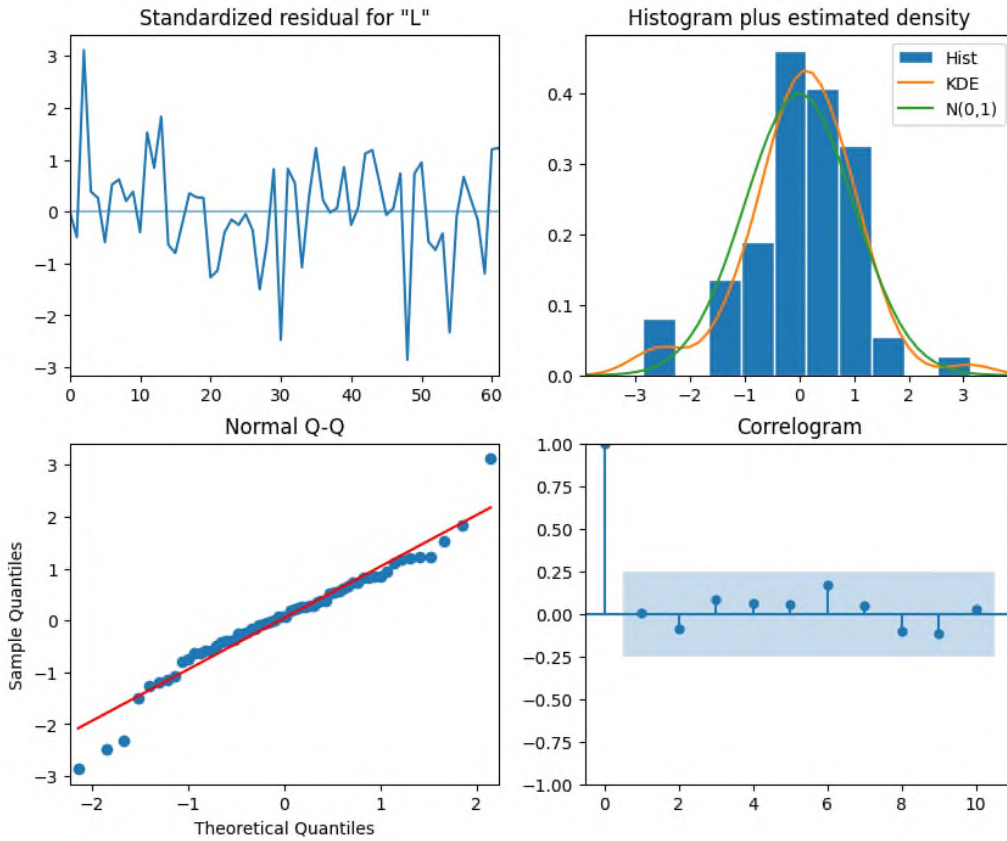 Standardized residual for "L"
3
2
1
0
−1
−2
−3
0 10 20 30 40 50 60
Histogram plus estimated density
Hist
KDE
N(0,1)
0.4
0.3
0.2
0.1
0.0
−3 −2 −1 0 1 2 3
Normal Q-Q
Sample Quantiles
3
2
1
0
−1
−2
−3
−2 −1 0 1 2
Theoretical Quantiles
Correlogram
1.00
0.75
0.50
0.25
0.00
−0.25
−0.50
−0.75
−1.00
0 2 4 6 8 10